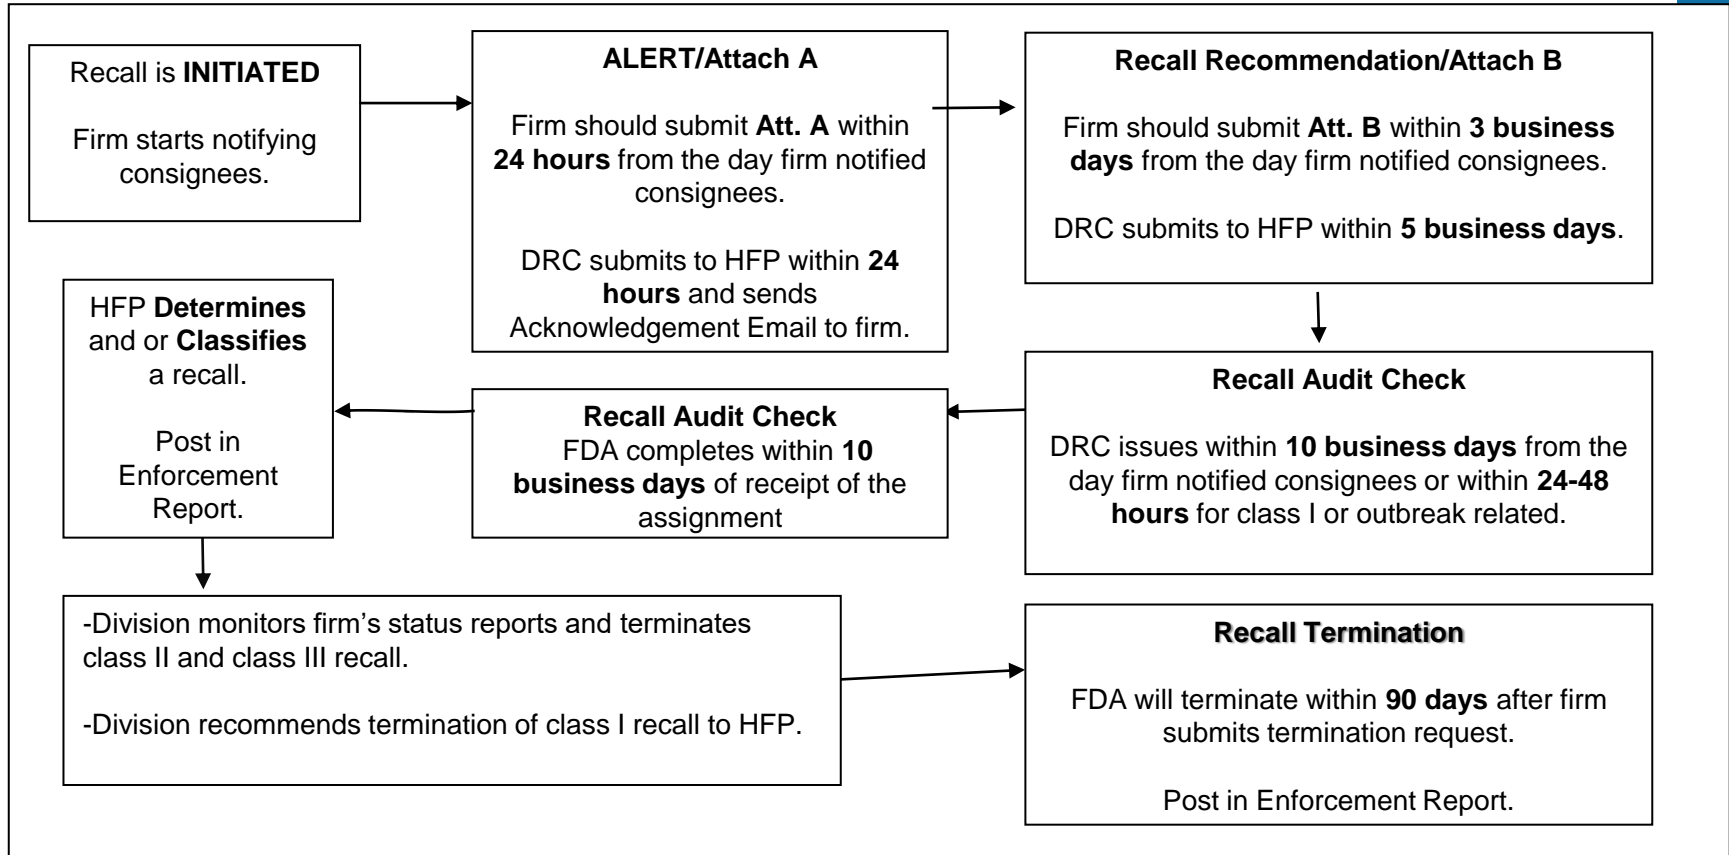 Recall is INITIATED
Firm starts notifying
consignees.
ALERT/Attach A
Firm should submit Att. A within
24 hours from the day firm notified
consignees.
DRC submits to HFP within 24
hours and sends
Acknowledgement Email to firm.
Recall Recommendation/Attach B
Firm should submit Att. B within 3 business
days from the day firm notified consignees.
DRC submits to HFP within 5 business days.
Recall Audit Check
DRC issues within 10 business days from the
day firm notified consignees or within 24-48
hours for class I or outbreak related.
Recall Audit Check
FDA completes within 10
business days of receipt of the
assignment
HFP Determines
and or Classifies
a recall.
Post in
Enforcement
Report.
-Division monitors firm’s status reports and terminates
class II and class III recall.
-Division recommends termination of class I recall to HFP.
Recall Termination
FDA will terminate within 90 days after firm
submits termination request.
Post in Enforcement Report.